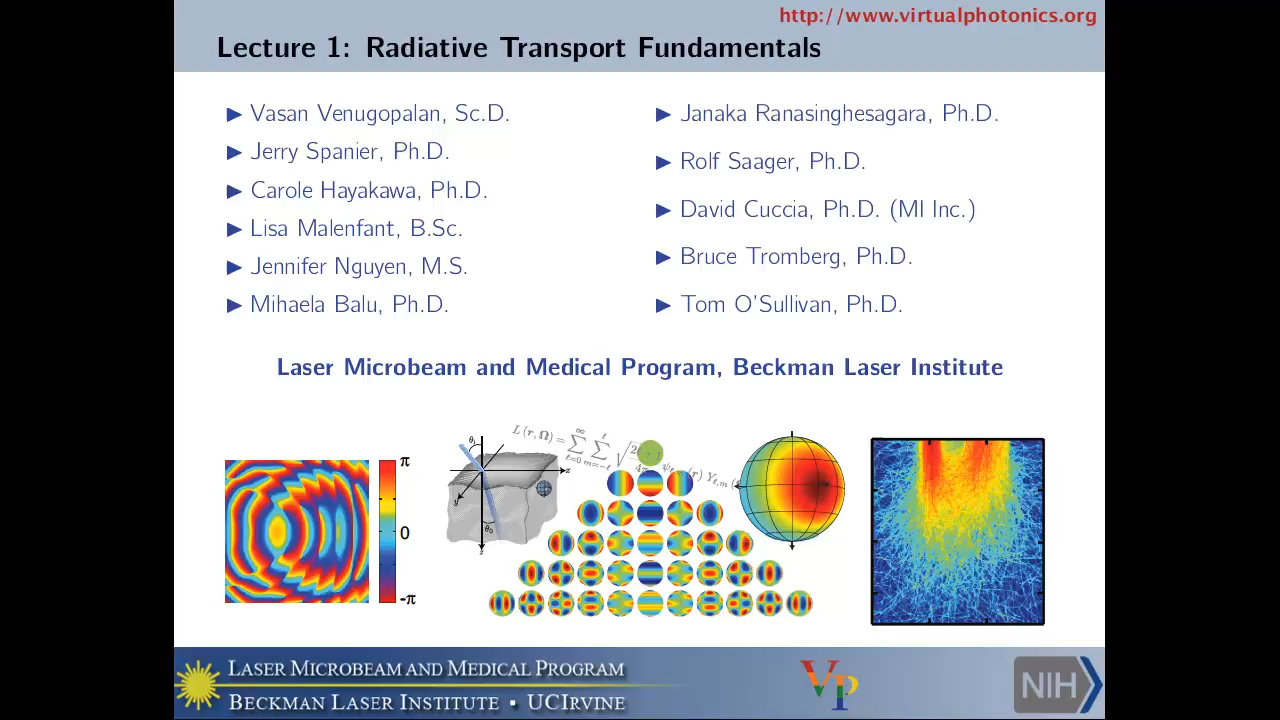 http://www.virtualphotonics.org
Lecture 1: Radiative Transport Fundamentals
Vasan Venugopalan, Sc.D.
Jerry Spanier, Ph.D.
Carole Hayakawa, Ph.D.
Lisa Malenfant, B.Sc.
Jennifer Nguyen, M.S.
Mihaela Balu, Ph.D.
Janaka Ranasinghesagara, Ph.D.
Rolf Saager, Ph.D.
David Cuccia, Ph.D. (MI Inc.)
Bruce Tromberg, Ph.D.
Tom O'Sullivan, Ph.D.
Laser Microbeam and Medical Program, Beckman Laser Institute
π
0
-π
LASER MICROBEAM AND MEDICAL PROGRAM
BECKMAN LASER INSTITUTE • UCIRVINE
VP
NIH